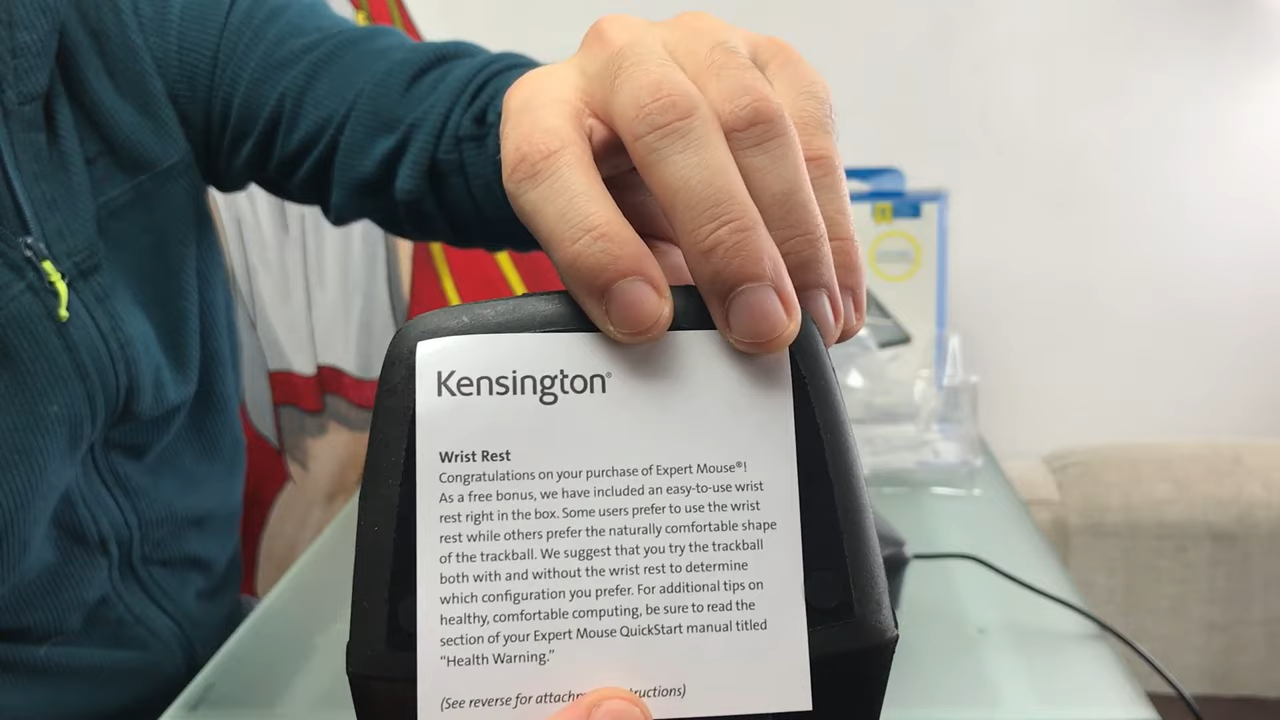 Kensington®
Wrist Rest
Congratulations on your purchase of Expert Mouse®!
As a free bonus, we have included an easy-to-use wrist
rest right in the box. Some users prefer to use the wrist
rest while others prefer the naturally comfortable shape
of the trackball. We suggest that you try the trackball
both with and without the wrist rest to determine
which configuration you prefer. For additional tips on
healthy, comfortable computing, be sure to read the
section of your Expert Mouse QuickStart manual titled
“Health Warning.”
(See reverse for